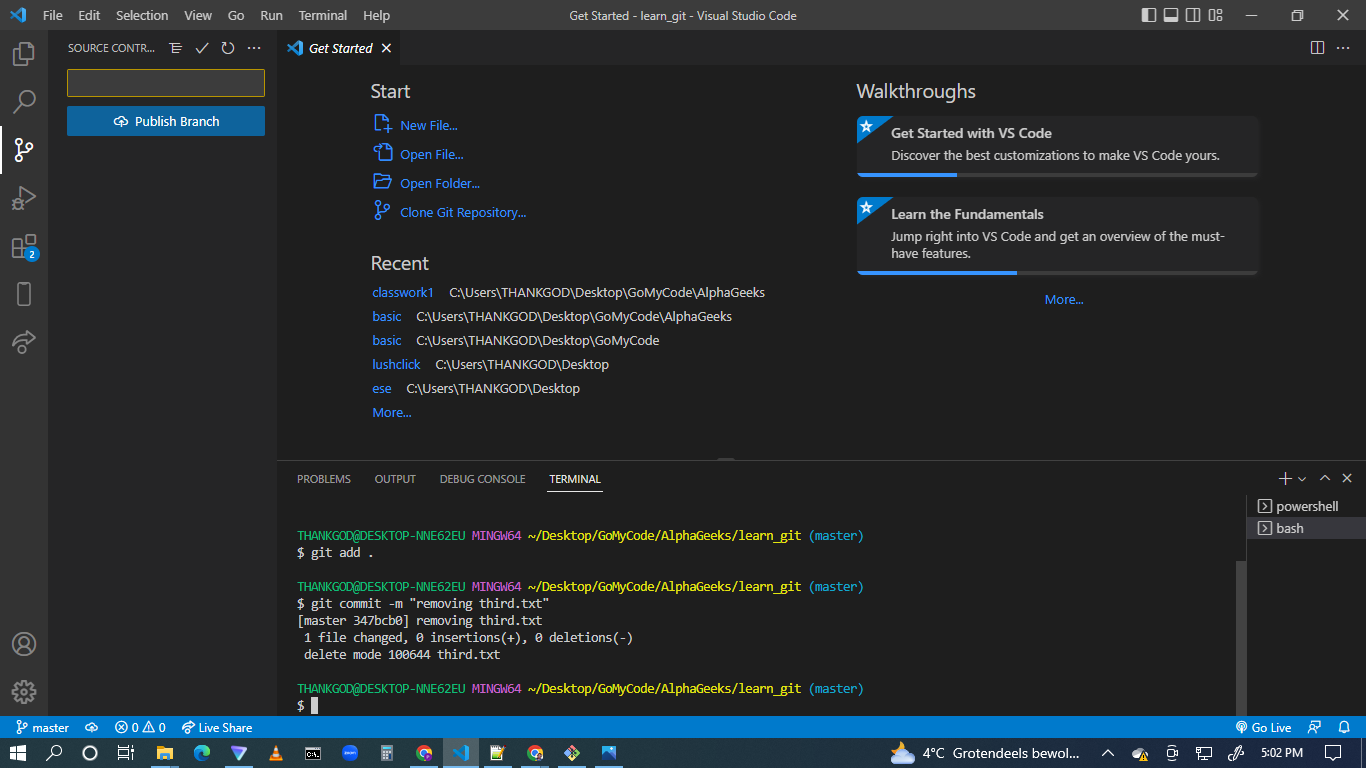 File Edit Selection View Go Run Terminal Help
Get Started - learn_git - Visual Studio Code
SOURCE CONTR...
Publish Branch
2
Get Started
Start
New File...
Open File...
Open Folder...
Clone Git Repository...
Recent
classwork1 C:\Users\THANKGOD\Desktop\GoMyCode\AlphaGeeks
basic C:\Users\THANKGOD\Desktop\GoMyCode\AlphaGeeks
basic C:\Users\THANKGOD\Desktop\GoMyCode
lushclick C:\Users\THANKGOD\Desktop
ese C:\Users\THANKGOD\Desktop
More...
Walkthroughs
Get Started with VS Code
Discover the best customizations to make VS Code yours.
Learn the Fundamentals
Jump right into VS Code and get an overview of the must-
have features.
More...
PROBLEMS OUTPUT DEBUG CONSOLE TERMINAL
THANKGOD@DESKTOP-NNE62EU MINGW64 ~/Desktop/GoMyCode/AlphaGeeks/learn_git (master)
$ git add .
THANKGOD@DESKTOP-NNE62EU MINGW64 ~/Desktop/GoMyCode/AlphaGeeks/learn_git (master)
$ git commit -m "removing third.txt"
[master 347bcb0] removing third.txt
1 file changed, 0 insertions(+), 0 deletions(-)
delete mode 100644 third.txt
THANKGOD@DESKTOP-NNE62EU MINGW64 ~/Desktop/GoMyCode/AlphaGeeks/learn_git (master)
$
powershell
bash
master 0 0 Live Share
Go Live
4°C Grotendeels bewol...
5:02 PM